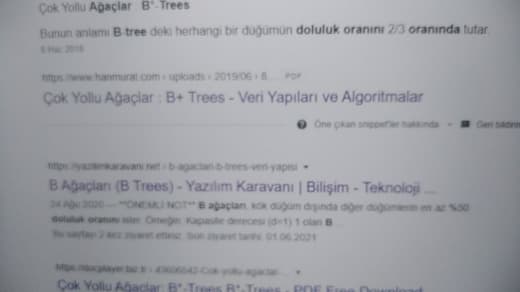 Çok Yollu Ağaçlar : B*-Trees
Bunun anlamı B-tree deki herhangi bir düğümün doluluk oranını 2/3 oranında tutar.
6 Haz 2019
https://www.hanmurat.com › uploads › 2019/06 › 8... PDF
Çok Yollu Ağaçlar : B+ Trees - Veri Yapıları ve Algoritmalar
Öne çıkan snippet'ler hakkında Geri bildirim
https://yazilimkaravani.net › b-agaclari-b-trees-veri-yapisi
B Ağaçları (B Trees) - Yazılım Karavanı | Bilişim - Teknoloji ...
24 Ağu 2020 — **ÖNEMLİ NOT** B ağaçları, kök düğüm dışında diğer düğümlerin en az %50
doluluk oranını ister. Örneğin: Kapasite derecesi (d=1) 1 olan B ...
Bu sayfayı 2 kez ziyaret ettiniz. Son ziyaret tarihi: 01.06.2021
https://docplayer.biz.tr › 49606542-Cok-yollu-agaclar-...
Çok Yollu Ağaçlar: B*-Trees B*-Trees - PDF Free Download